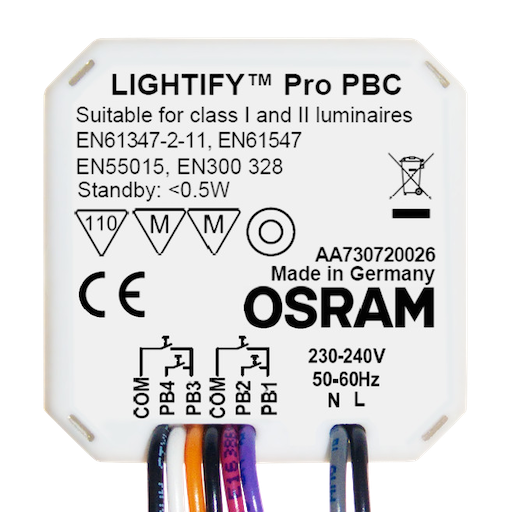 LIGHTIFY™ Pro PBC
Suitable for class I and II luminaires
EN61347-2-11, EN61547
EN55015, EN300 328
Standby: <0.5W
110 M M
AA730720026
Made in Germany
CE OSRAM
230-240V
50-60Hz
N L
COM PB4 PB3 COM PB2 PB1